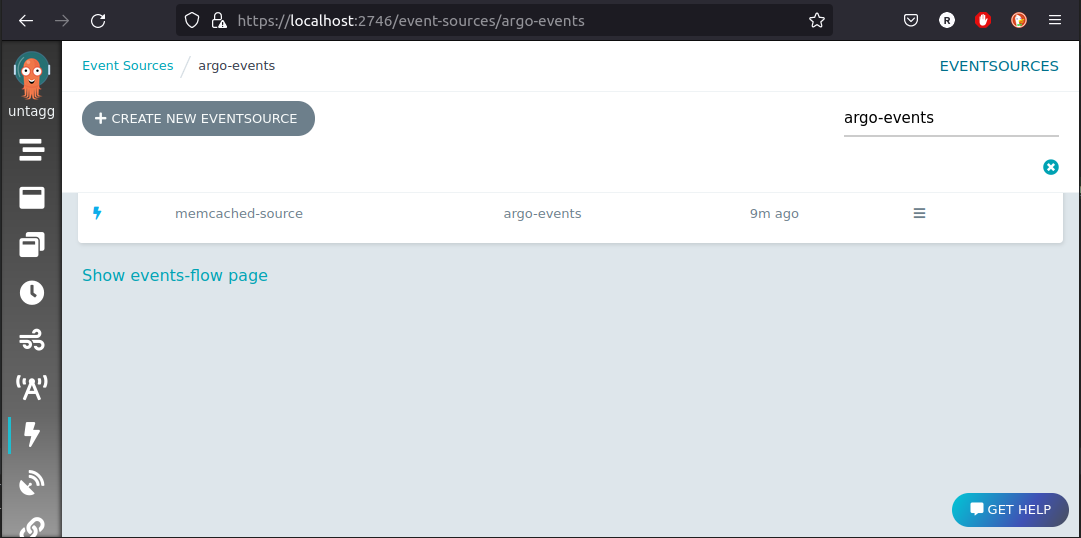 https://localhost:2746/event-sources/argo-events
R
untagg
Event Sources / argo-events
EVENTSOURCES
CREATE NEW EVENTSOURCE
argo-events
memcached-source argo-events 9m ago
Show events-flow page
GET HELP